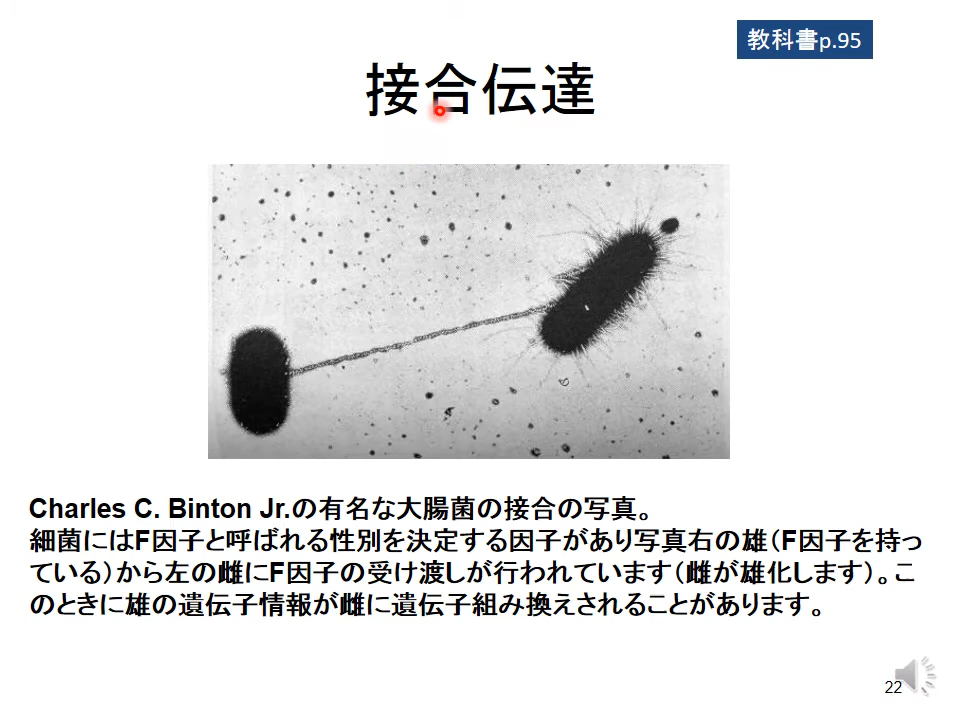 教科書p.95
接合伝達
Charles C. Binton Jr.の有名な大腸菌の接合の写真。
細菌にはF因子と呼ばれる性別を決定する因子があり写真右の雄（F因子を持っ
ている）から左の雌にF因子の受け渡しが行われています（雌が雄化します）。こ
のときに雄の遺伝子情報が雌に遺伝子組み換えされることがあります。
22